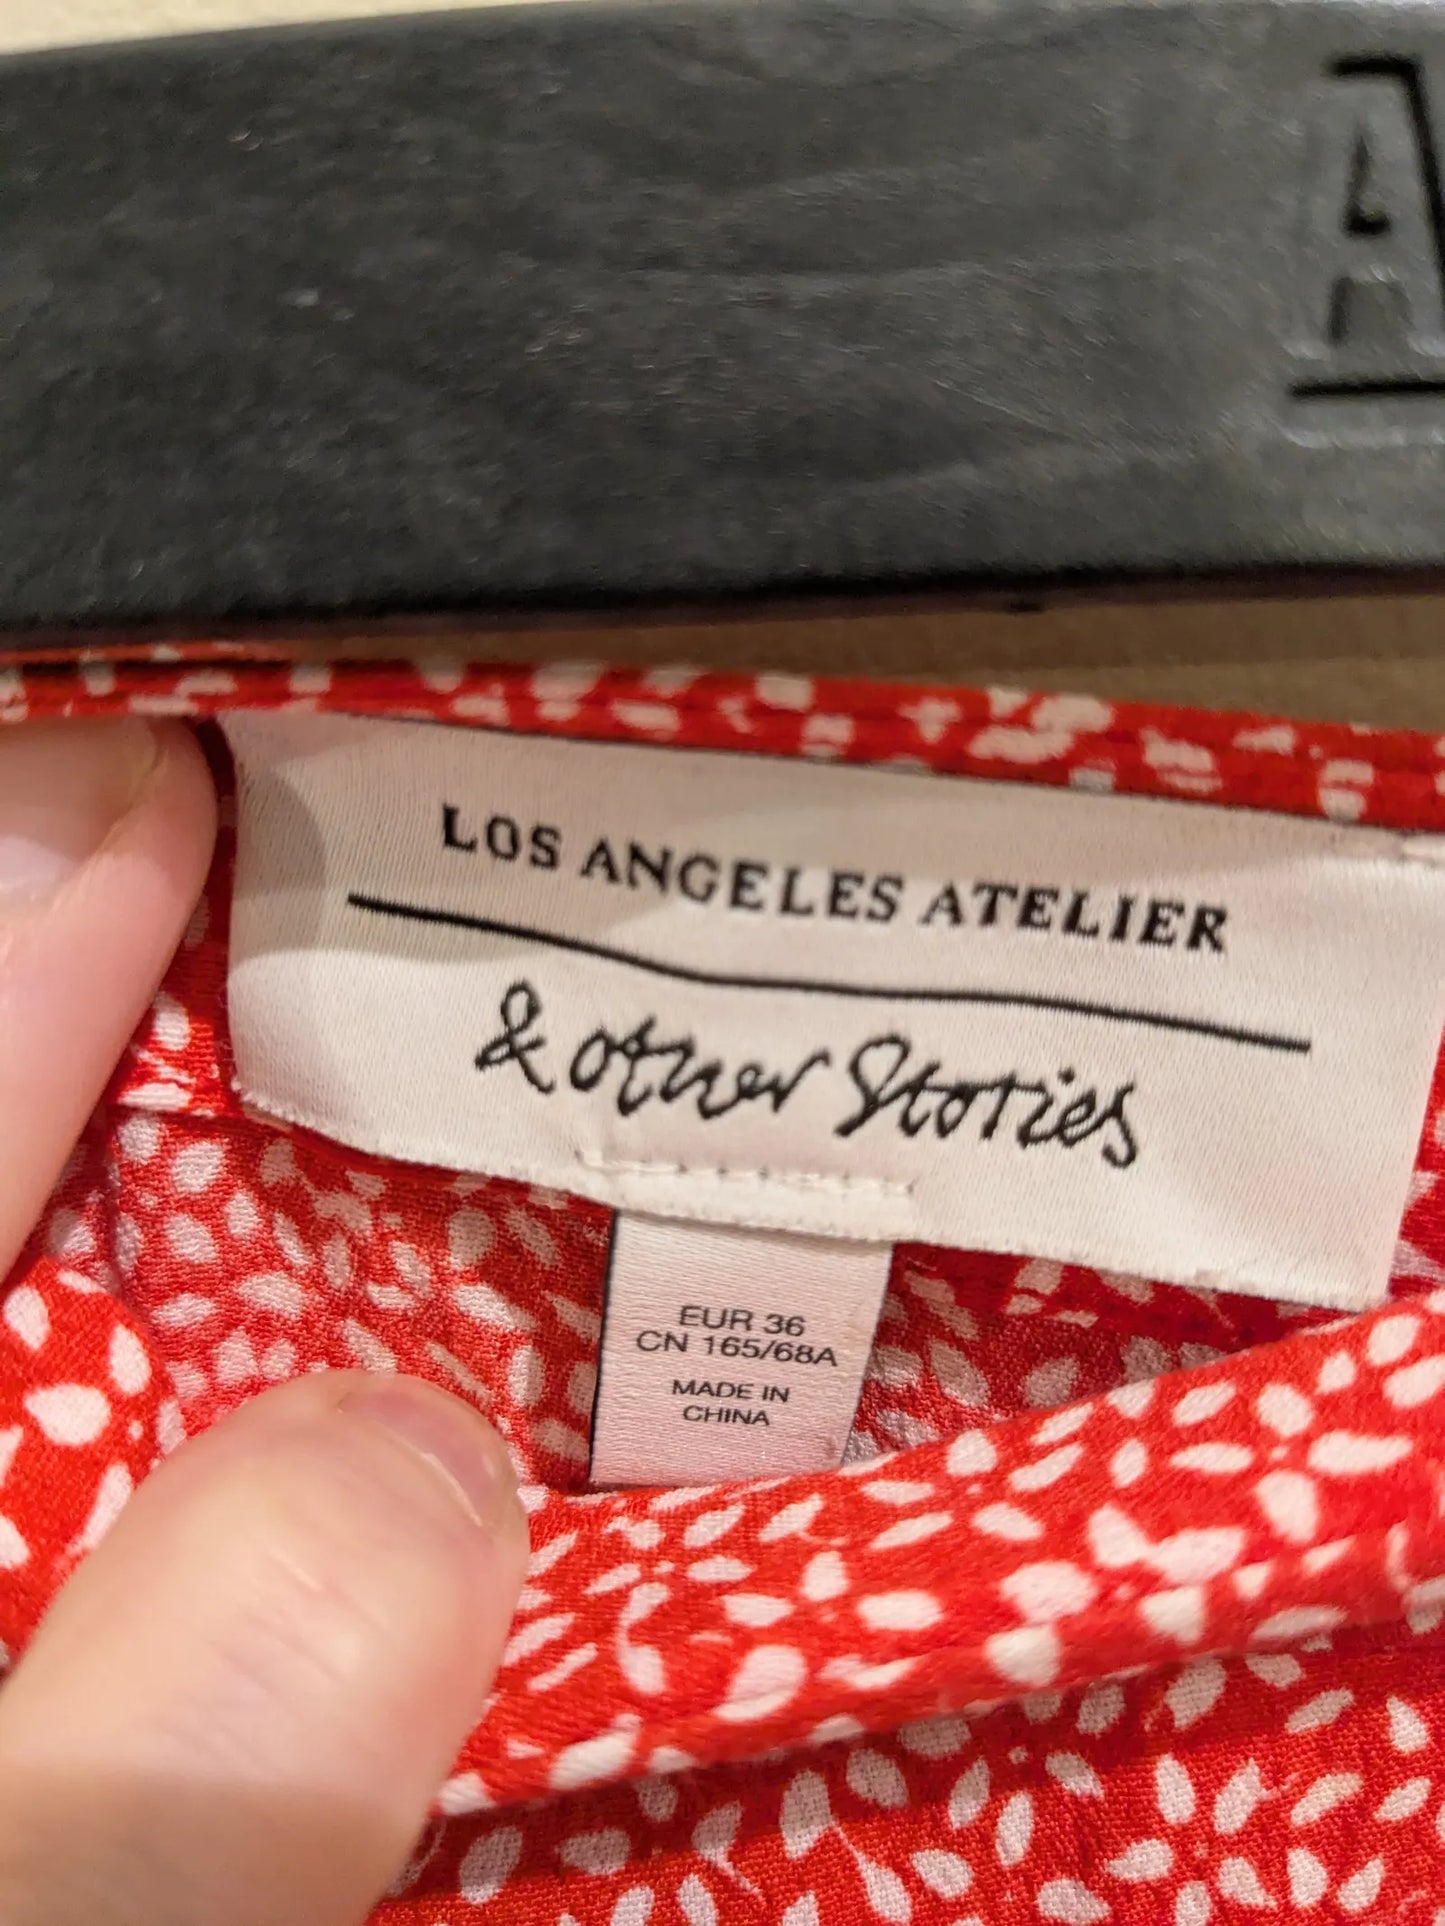 LOS ANGELES ATELIER
& other Stories
EUR 36
CN 165/68A
MADE IN
CHINA